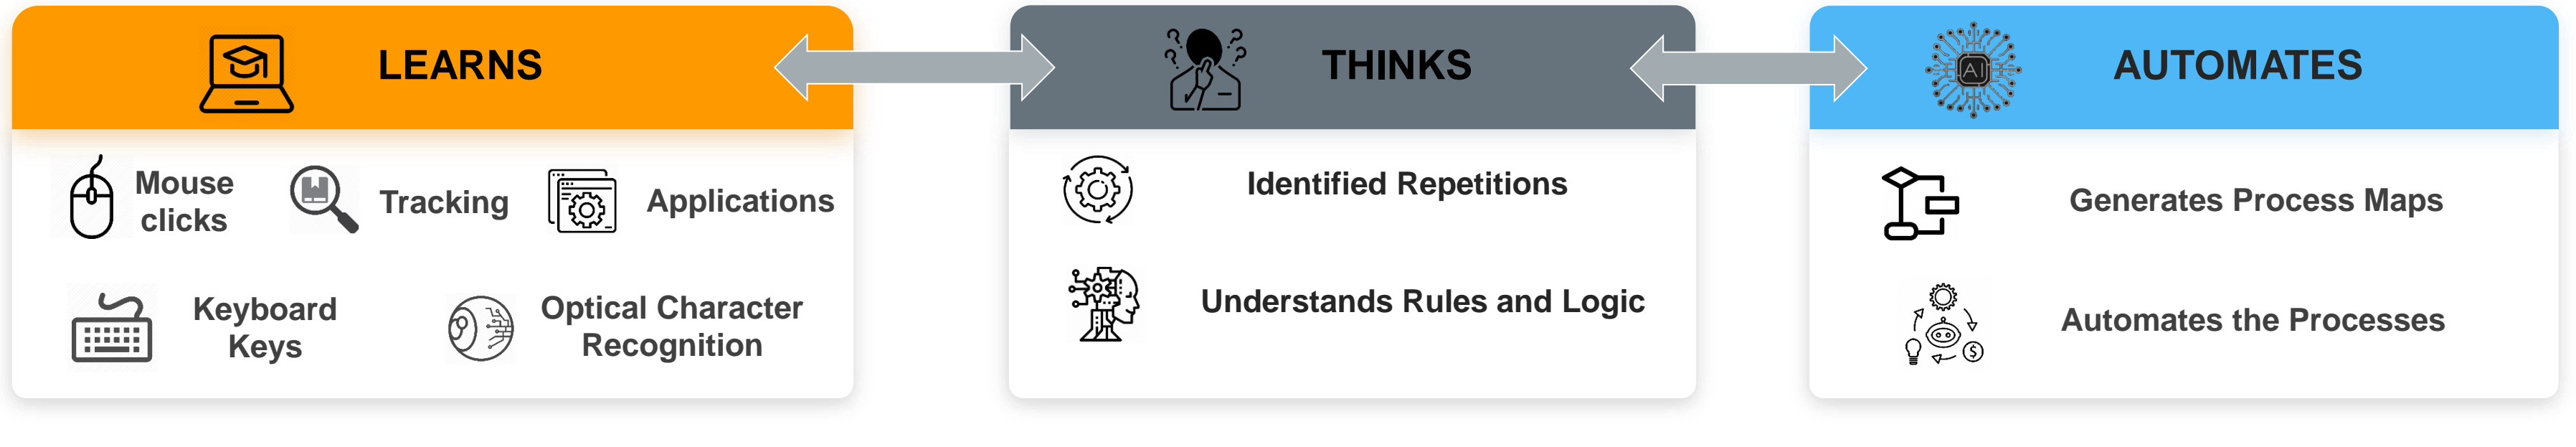 LEARNS
Mouse
clicks
Tracking
Applications
Keyboard
Keys
Optical Character
Recognition
THINKS
Identified Repetitions
Understands Rules and Logic
AI
AUTOMATES
Generates Process Maps
Automates the Processes